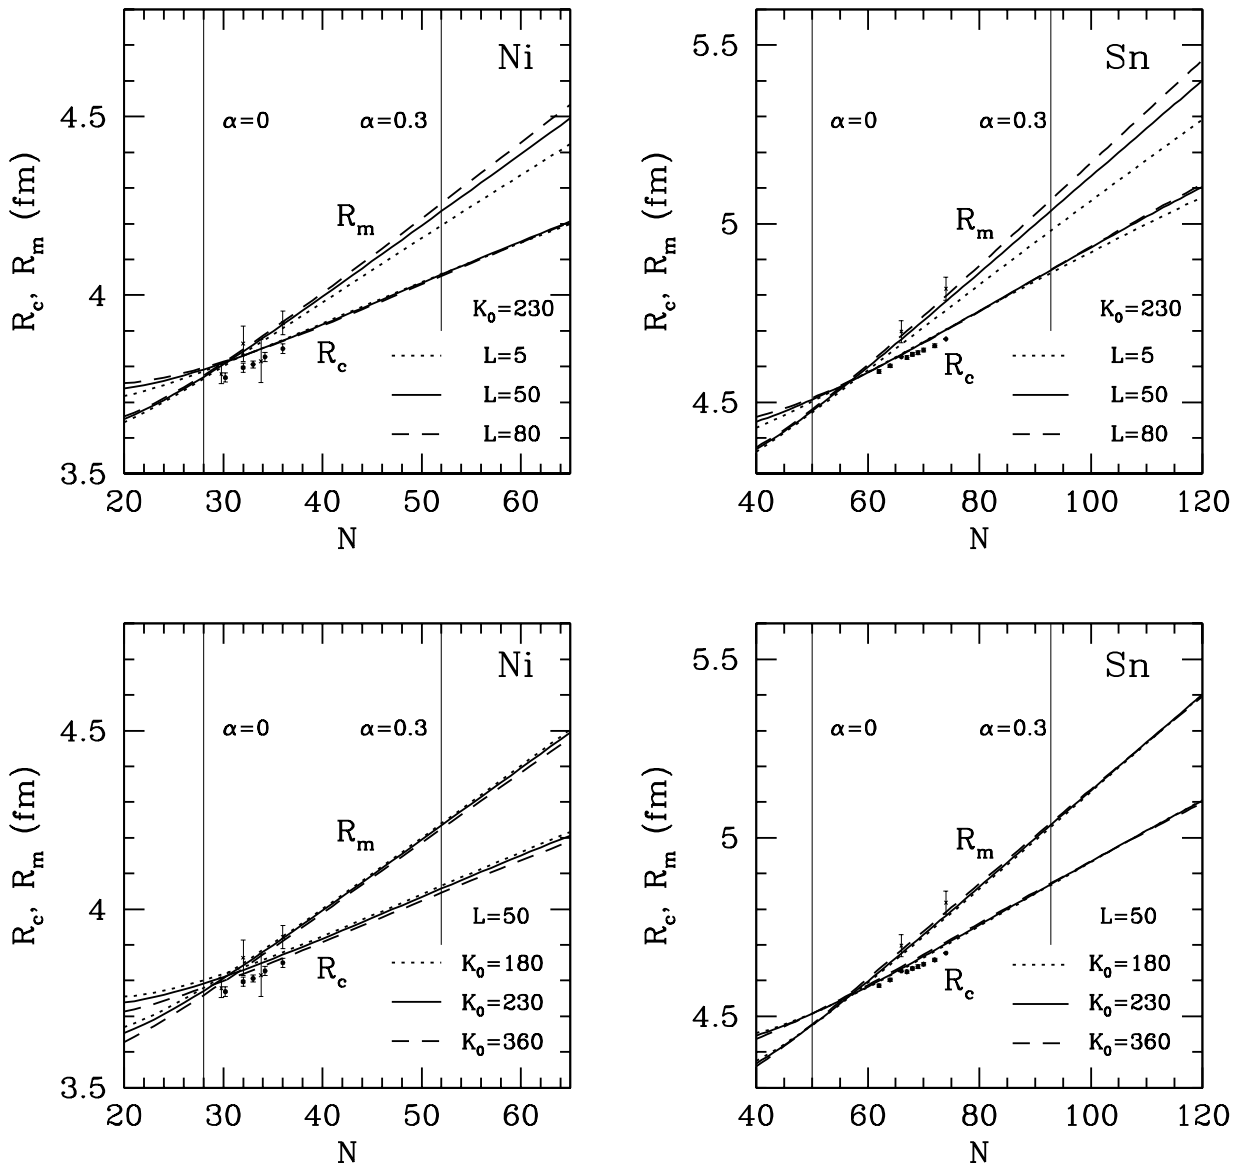 Ni
α=0
α=0.3
R_m
R_c
K_0=230
L=5
L=50
L=80
4.5
4
3.5
20 30 40 50 60
N
R_c, R_m (fm)
Sn
α=0
α=0.3
R_m
R_c
K_0=230
L=5
L=50
L=80
5.5
5
4.5
40 60 80 100 120
N
R_c, R_m (fm)
Ni
α=0
α=0.3
R_m
R_c
L=50
K_0=180
K_0=230
K_0=360
4.5
4
3.5
20 30 40 50 60
N
R_c, R_m (fm)
Sn
α=0
α=0.3
R_m
R_c
L=50
K_0=180
K_0=230
K_0=360
5.5
5
4.5
40 60 80 100 120
N
R_c, R_m (fm)